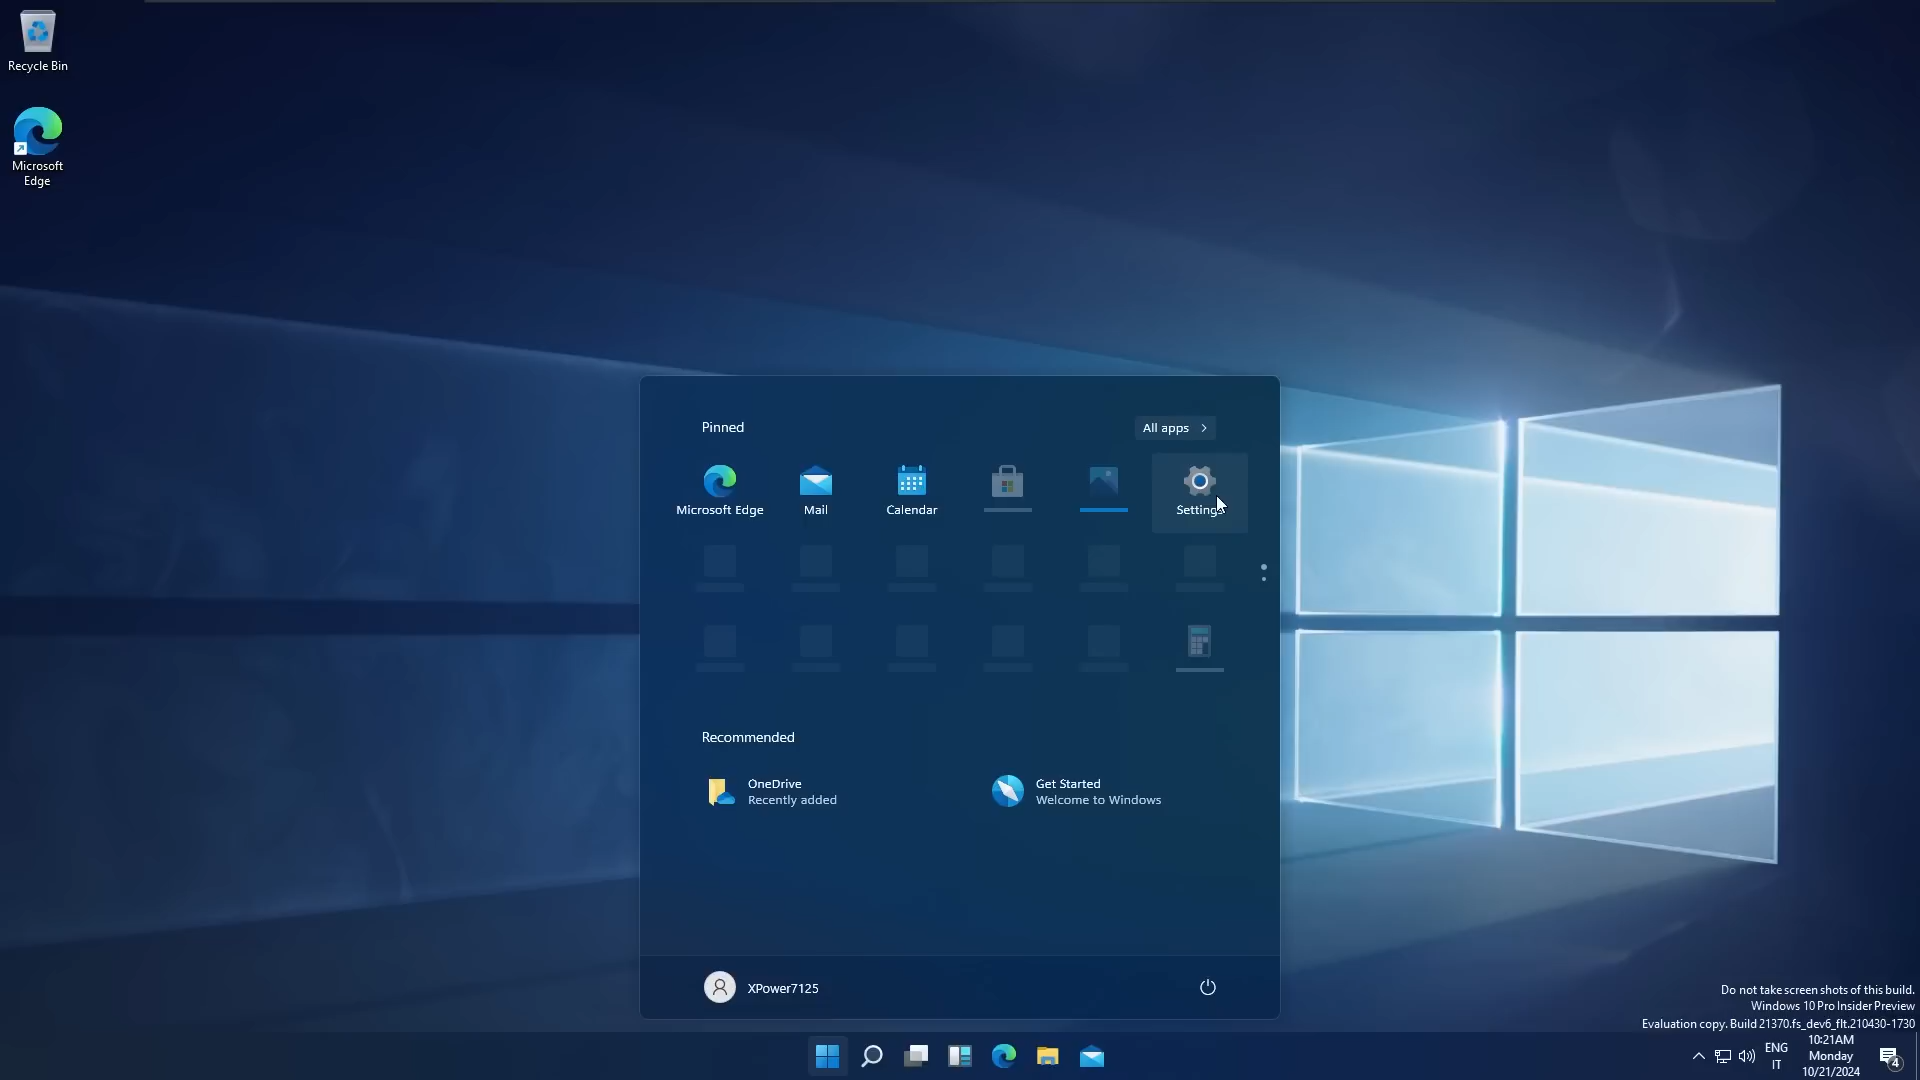 Recycle Bin
Microsoft
Edge
Pinned
All apps
Microsoft Edge
Mail
Calendar
Settings
Recommended
OneDrive
Recently added
Get Started
Welcome to Windows
XPower7125
Do not take screen shots of this build.
Windows 10 Pro Insider Preview
Evaluation copy. Build 21370.fs_dev6_flt.210430-1730
ENG
IT
10:21AM
Monday
10/21/2024
4